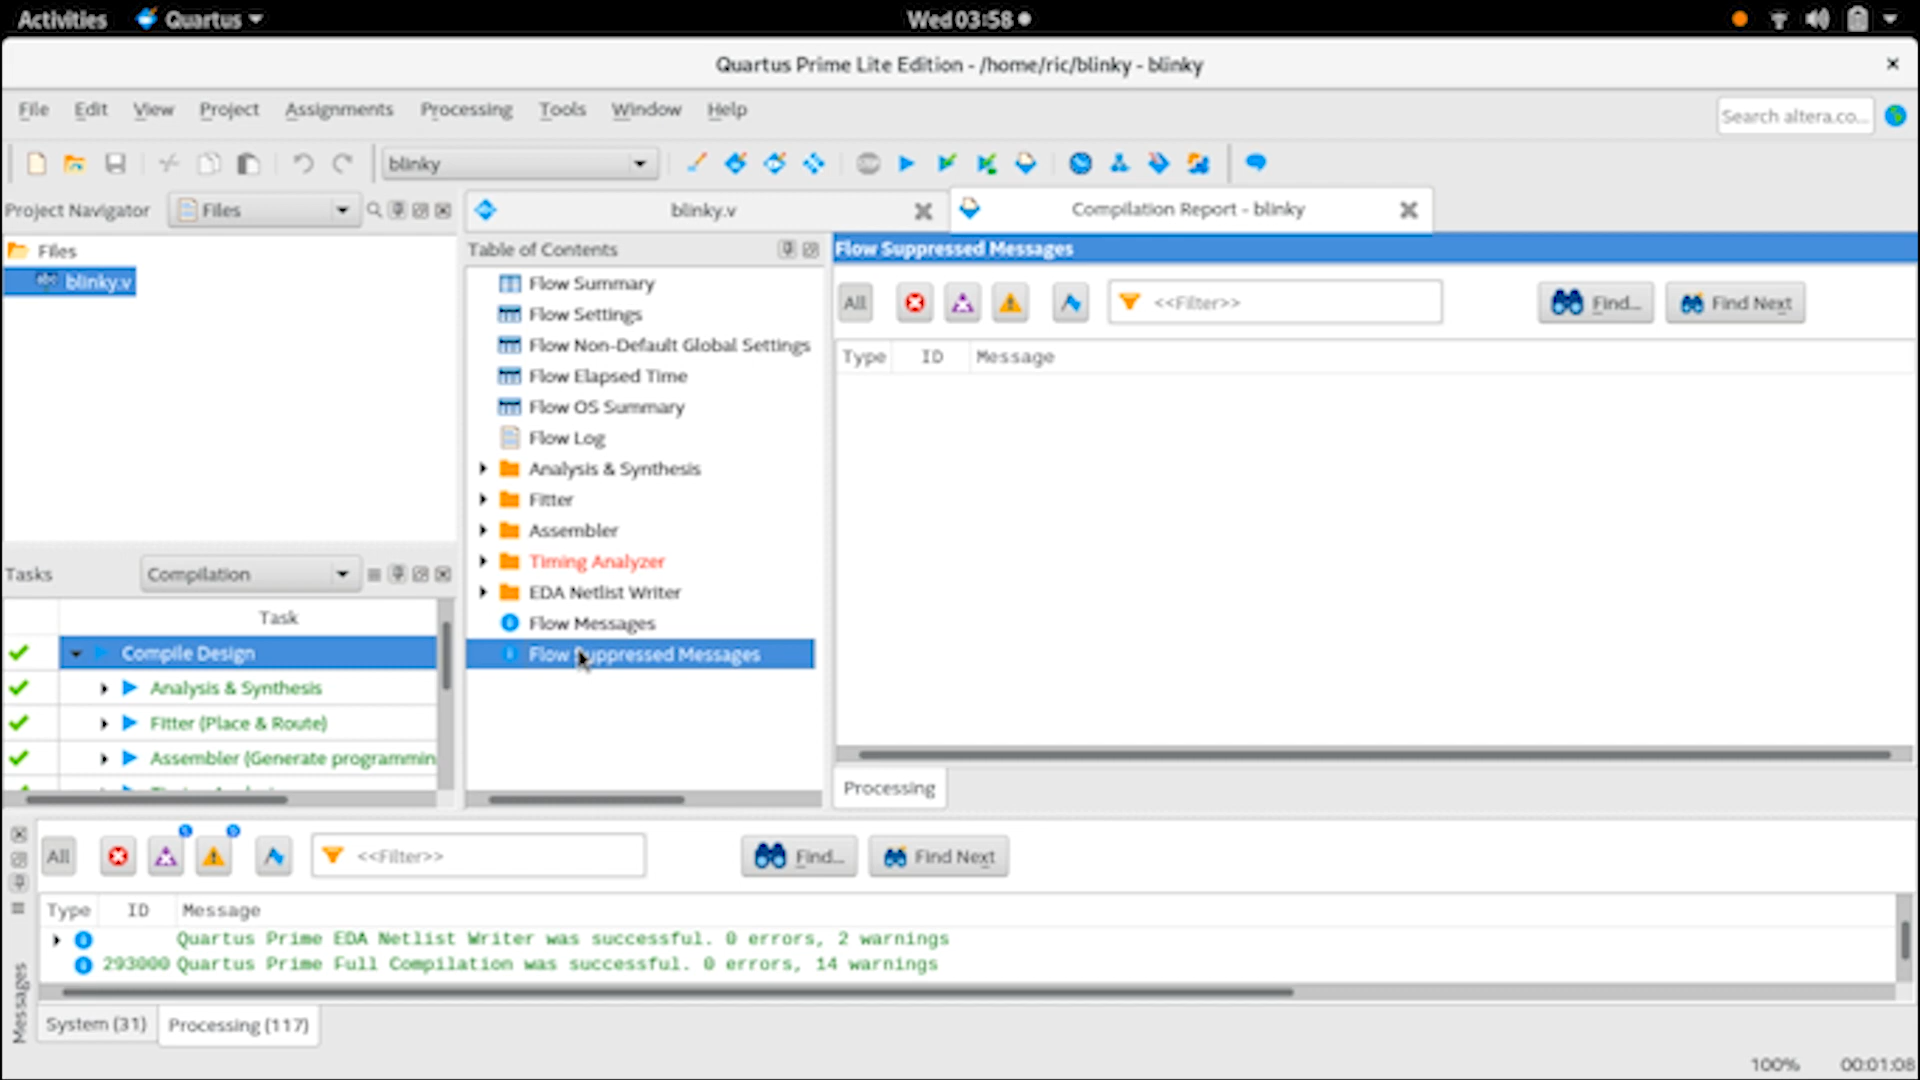 Activities Quartus Wed 03:58
Quartus Prime Lite Edition - /home/ric/blinky - blinky
File Edit View Project Assignments Processing Tools Window Help Search altera.co...
blinky
Project Navigator Files blinky.v Compilation Report - blinky
Files
blinky.v
Tasks Compilation
Task
Compile Design
Analysis & Synthesis
Fitter (Place & Route)
Assembler (Generate programmin
Table of Contents
Flow Summary
Flow Settings
Flow Non-Default Global Settings
Flow Elapsed Time
Flow OS Summary
Flow Log
Analysis & Synthesis
Fitter
Assembler
Timing Analyzer
EDA Netlist Writer
Flow Messages
Flow Suppressed Messages
Flow Suppressed Messages
All <<Filter>> Find... Find Next
Type ID Message
Processing
All <<Filter>> Find... Find Next
Type ID Message
Quartus Prime EDA Netlist Writer was successful. 0 errors, 2 warnings
293000 Quartus Prime Full Compilation was successful. 0 errors, 14 warnings
Messages
System (31) Processing (117)
100% 00:01:08